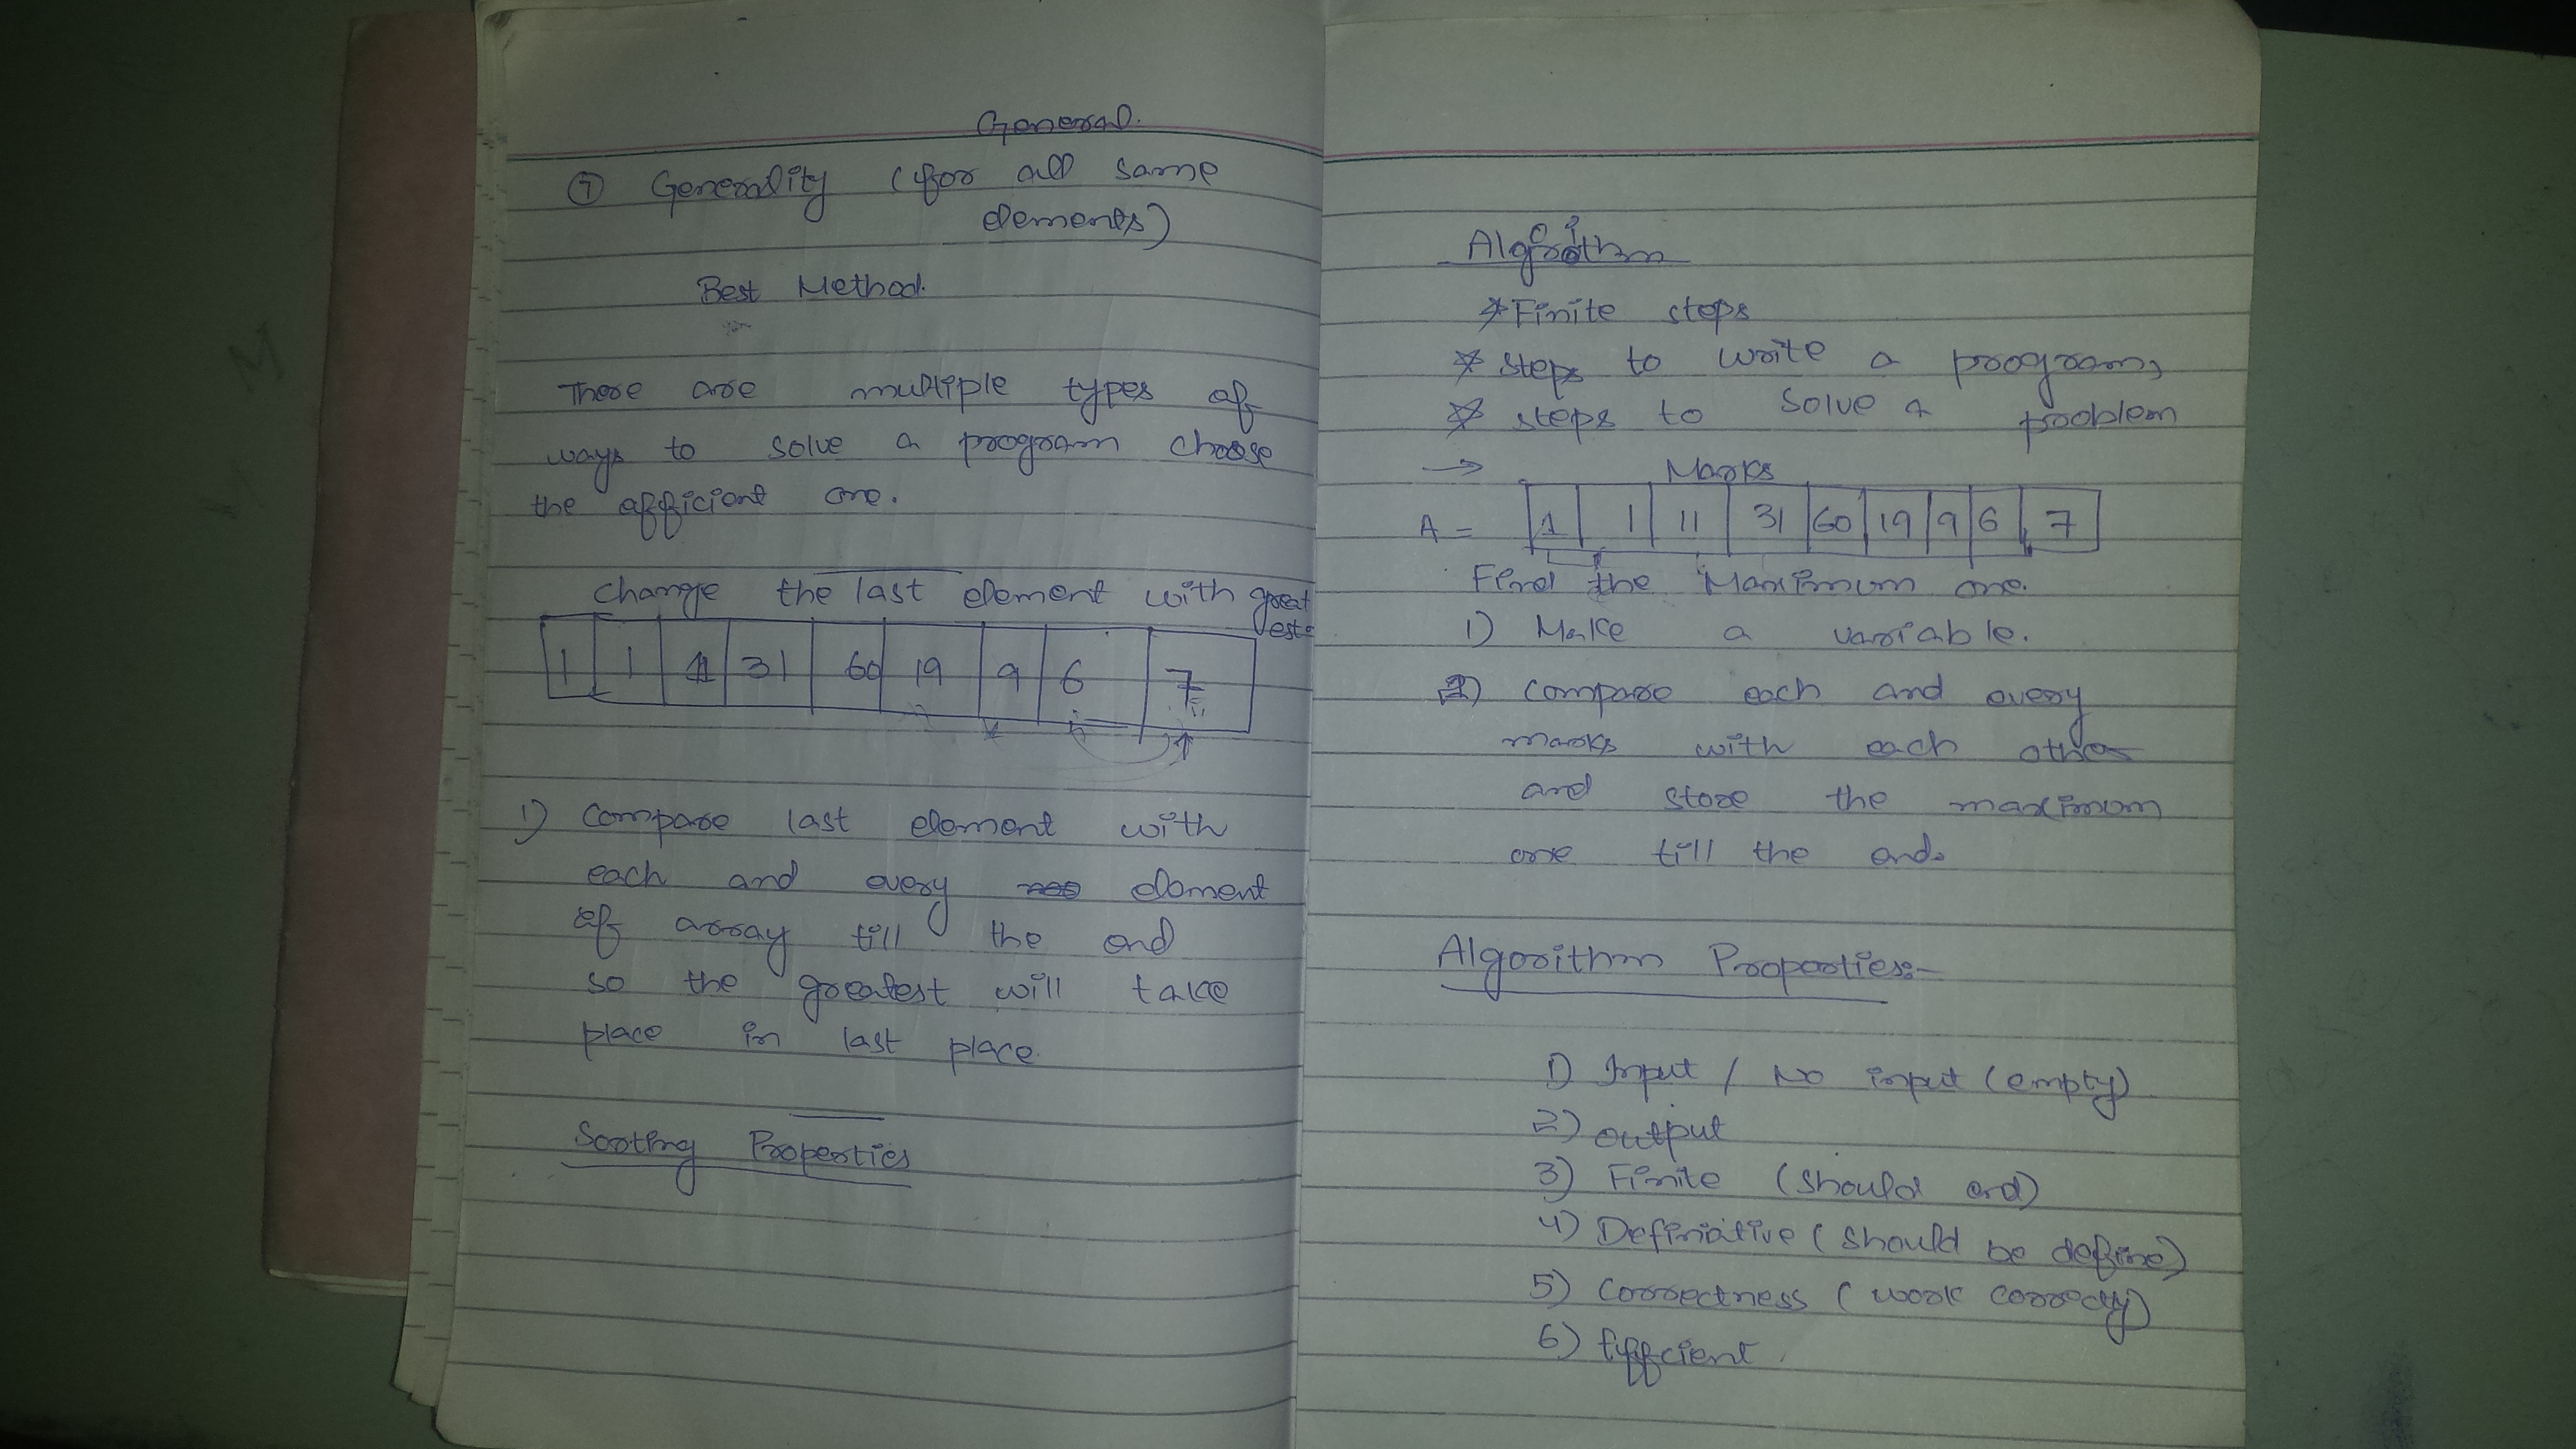 General.
⑦ Generality (for all same
elements)
Best Method.
There are multiple types of
ways to solve a program choose
the efficient one.
change the last element with great
est
1 1 11 31 60 19 9 6 7
1) Compare last element with
each and every element
of array till the end
so the greatest will take
place in last place.
Sorting Properties
Algorithm
* Finite steps
* steps to write a program,
* steps to solve a problem
→ Marks
A = 1 1 11 31 60 19 9 6 7
Find the Maximum one.
1) Make a variable.
2) compare each and every
marks with each other
and store the maximum
one till the end.
Algorithm Properties:-
1) Input / No input (empty)
2) output
3) Finite (should end)
4) Definiative (should be define)
5) Correctness (work correctly)
6) Efffcient.